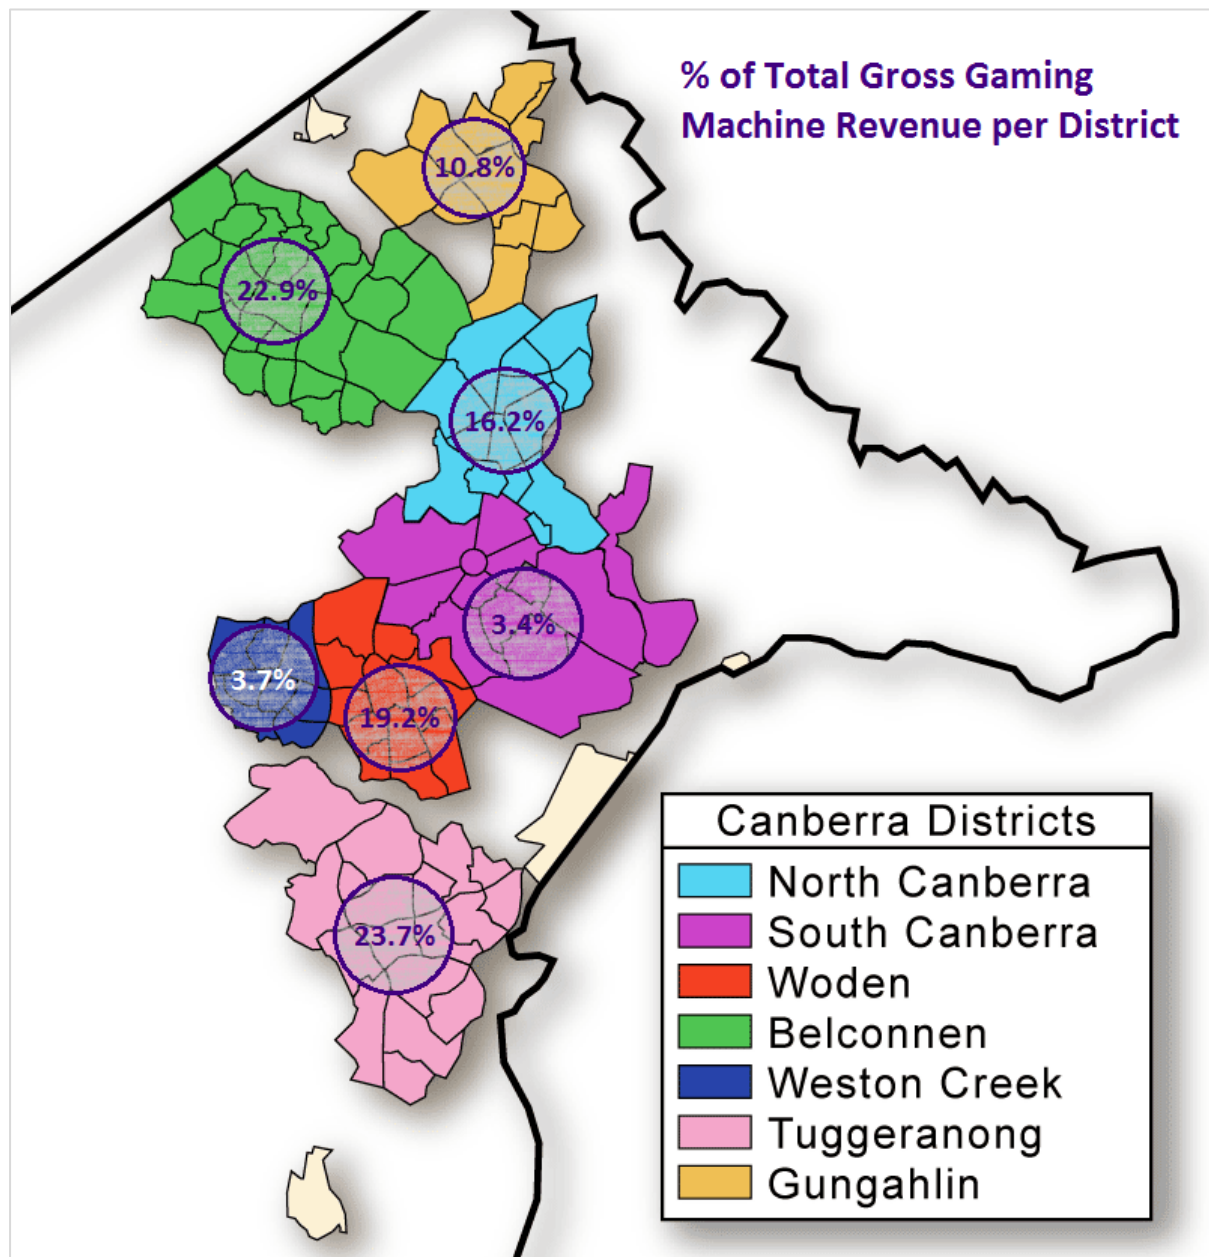 % of Total Gross Gaming
Machine Revenue per District
10.8%
22.9%
16.2%
3.4%
3.7%
19.2%
23.7%
Canberra Districts
North Canberra
South Canberra
Woden
Belconnen
Weston Creek
Tuggeranong
Gungahlin